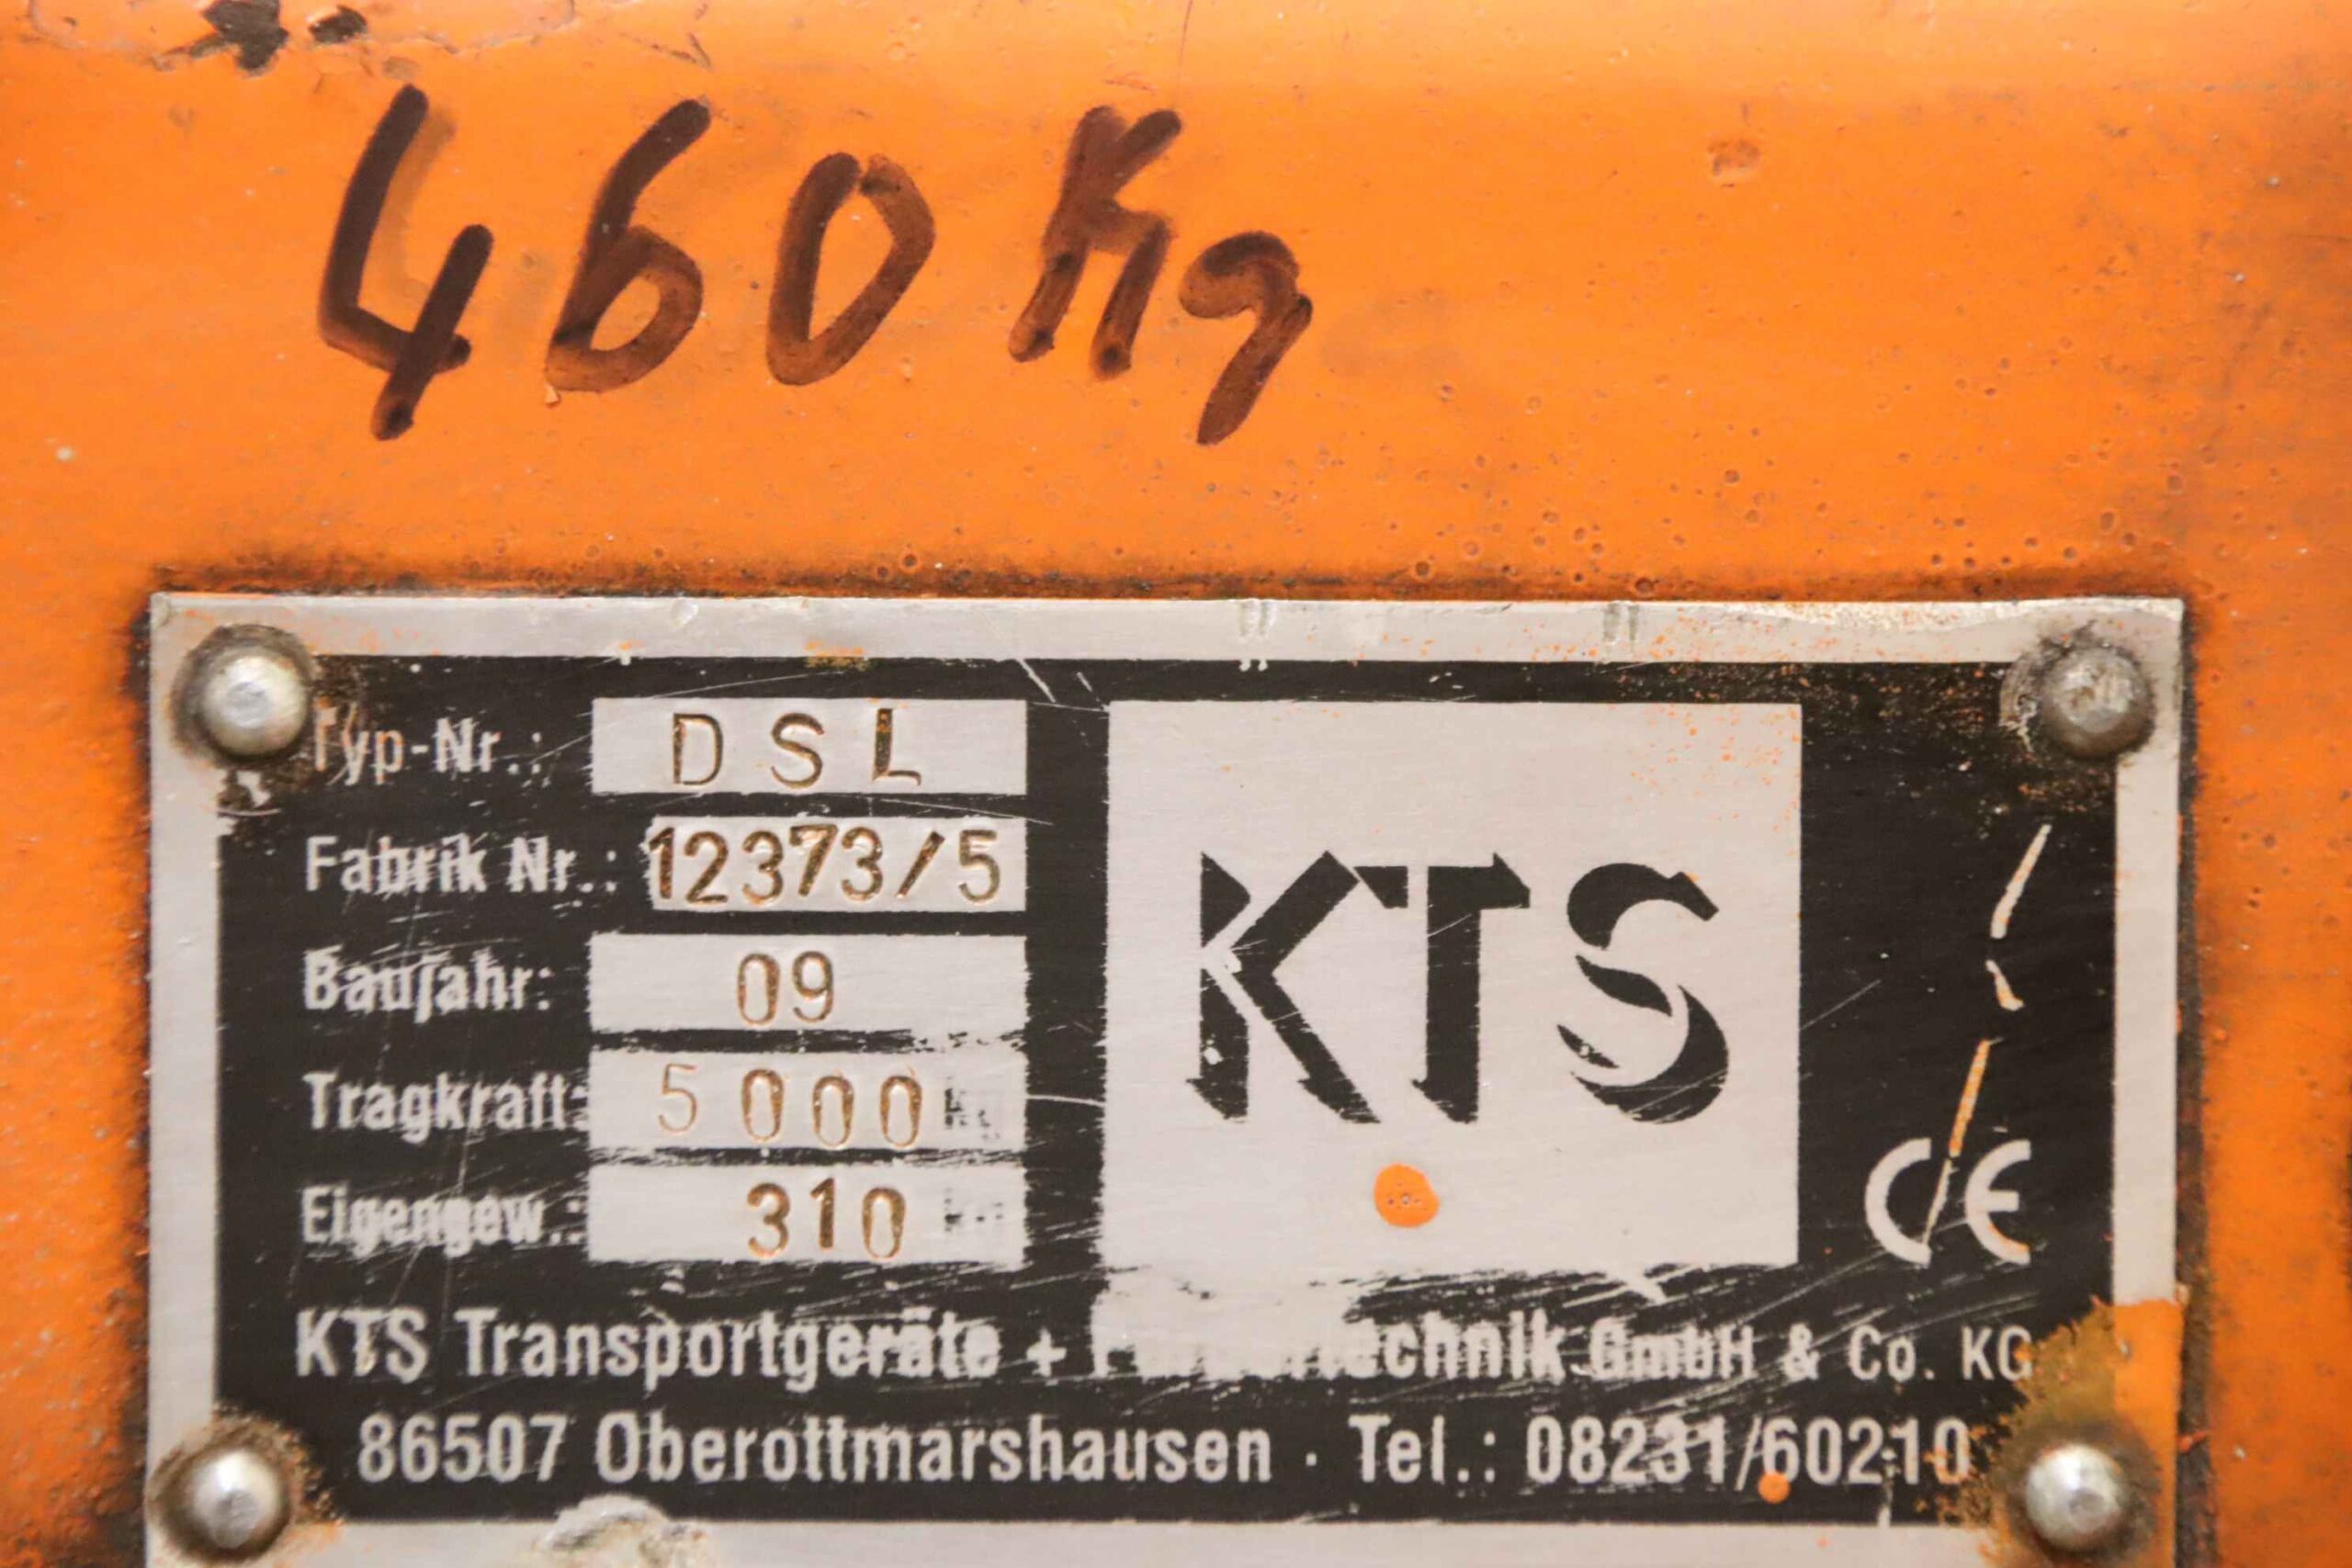 460 Kg
Typ-Nr.: DSL
Fabrik Nr.: 12373/5
Baujahr: 09
Tragkraft: 5000 kg
Eigengew.: 310
KTS
CE
KTS Transportgeräte + GmbH & Co. KG
86507 Oberottmarshausen · Tel.: 08231/60210